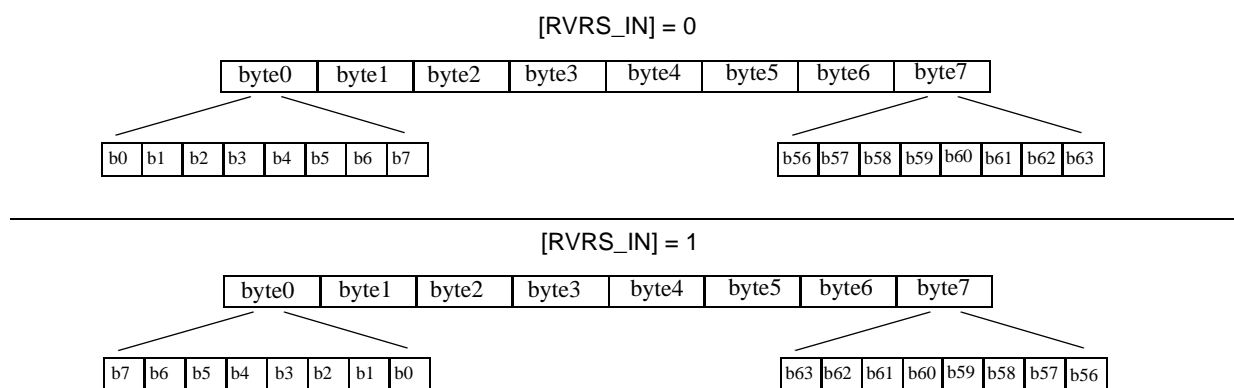 [RVRS_IN] = 0
byte0 byte1 byte2 byte3 byte4 byte5 byte6 byte7
b0 b1 b2 b3 b4 b5 b6 b7 b56 b57 b58 b59 b60 b61 b62 b63
[RVRS_IN] = 1
byte0 byte1 byte2 byte3 byte4 byte5 byte6 byte7
b7 b6 b5 b4 b3 b2 b1 b0 b63 b62 b61 b60 b59 b58 b57 b56